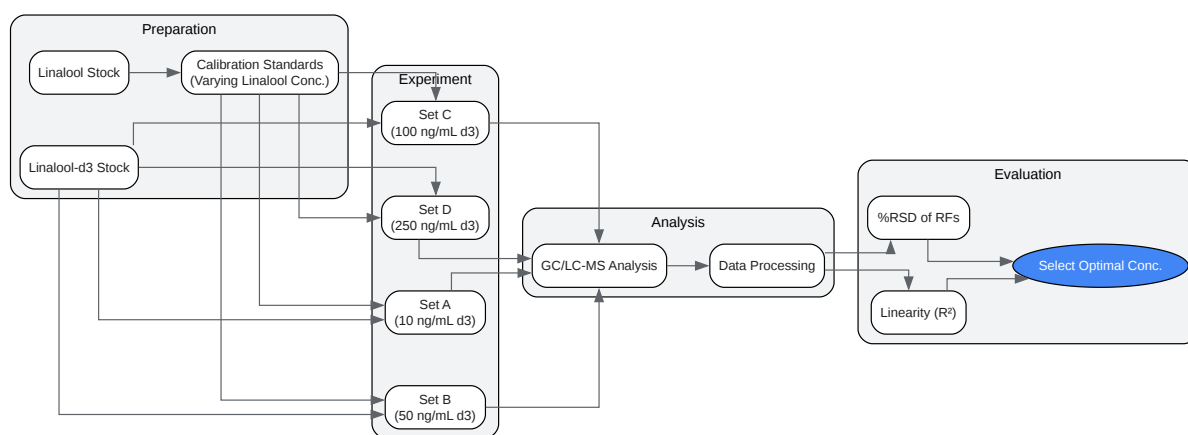 Preparation
Linalool Stock
Calibration Standards
(Varying Linalool Conc.)
Linalool-d3 Stock
Experiment
Set C
(100 ng/mL d3)
Set D
(250 ng/mL d3)
Set A
(10 ng/mL d3)
Set B
(50 ng/mL d3)
Analysis
GC/LC-MS Analysis
Data Processing
Evaluation
%RSD of RFs
Linearity (R²)
Select Optimal Conc.